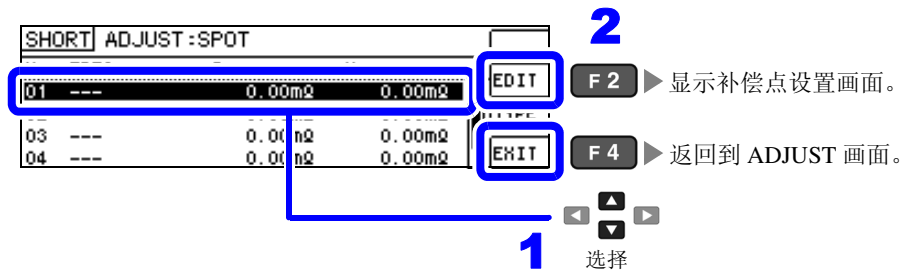 2
SHORT ADJUST :SPOT
EDIT F 2 显示补偿点设置画面。
01 --- 0.00mΩ 0.00mΩ
03 --- 0.00mΩ 0.00mΩ
04 --- 0.00mΩ 0.00mΩ
EXIT F 4 返回到 ADJUST 画面。
1
选择